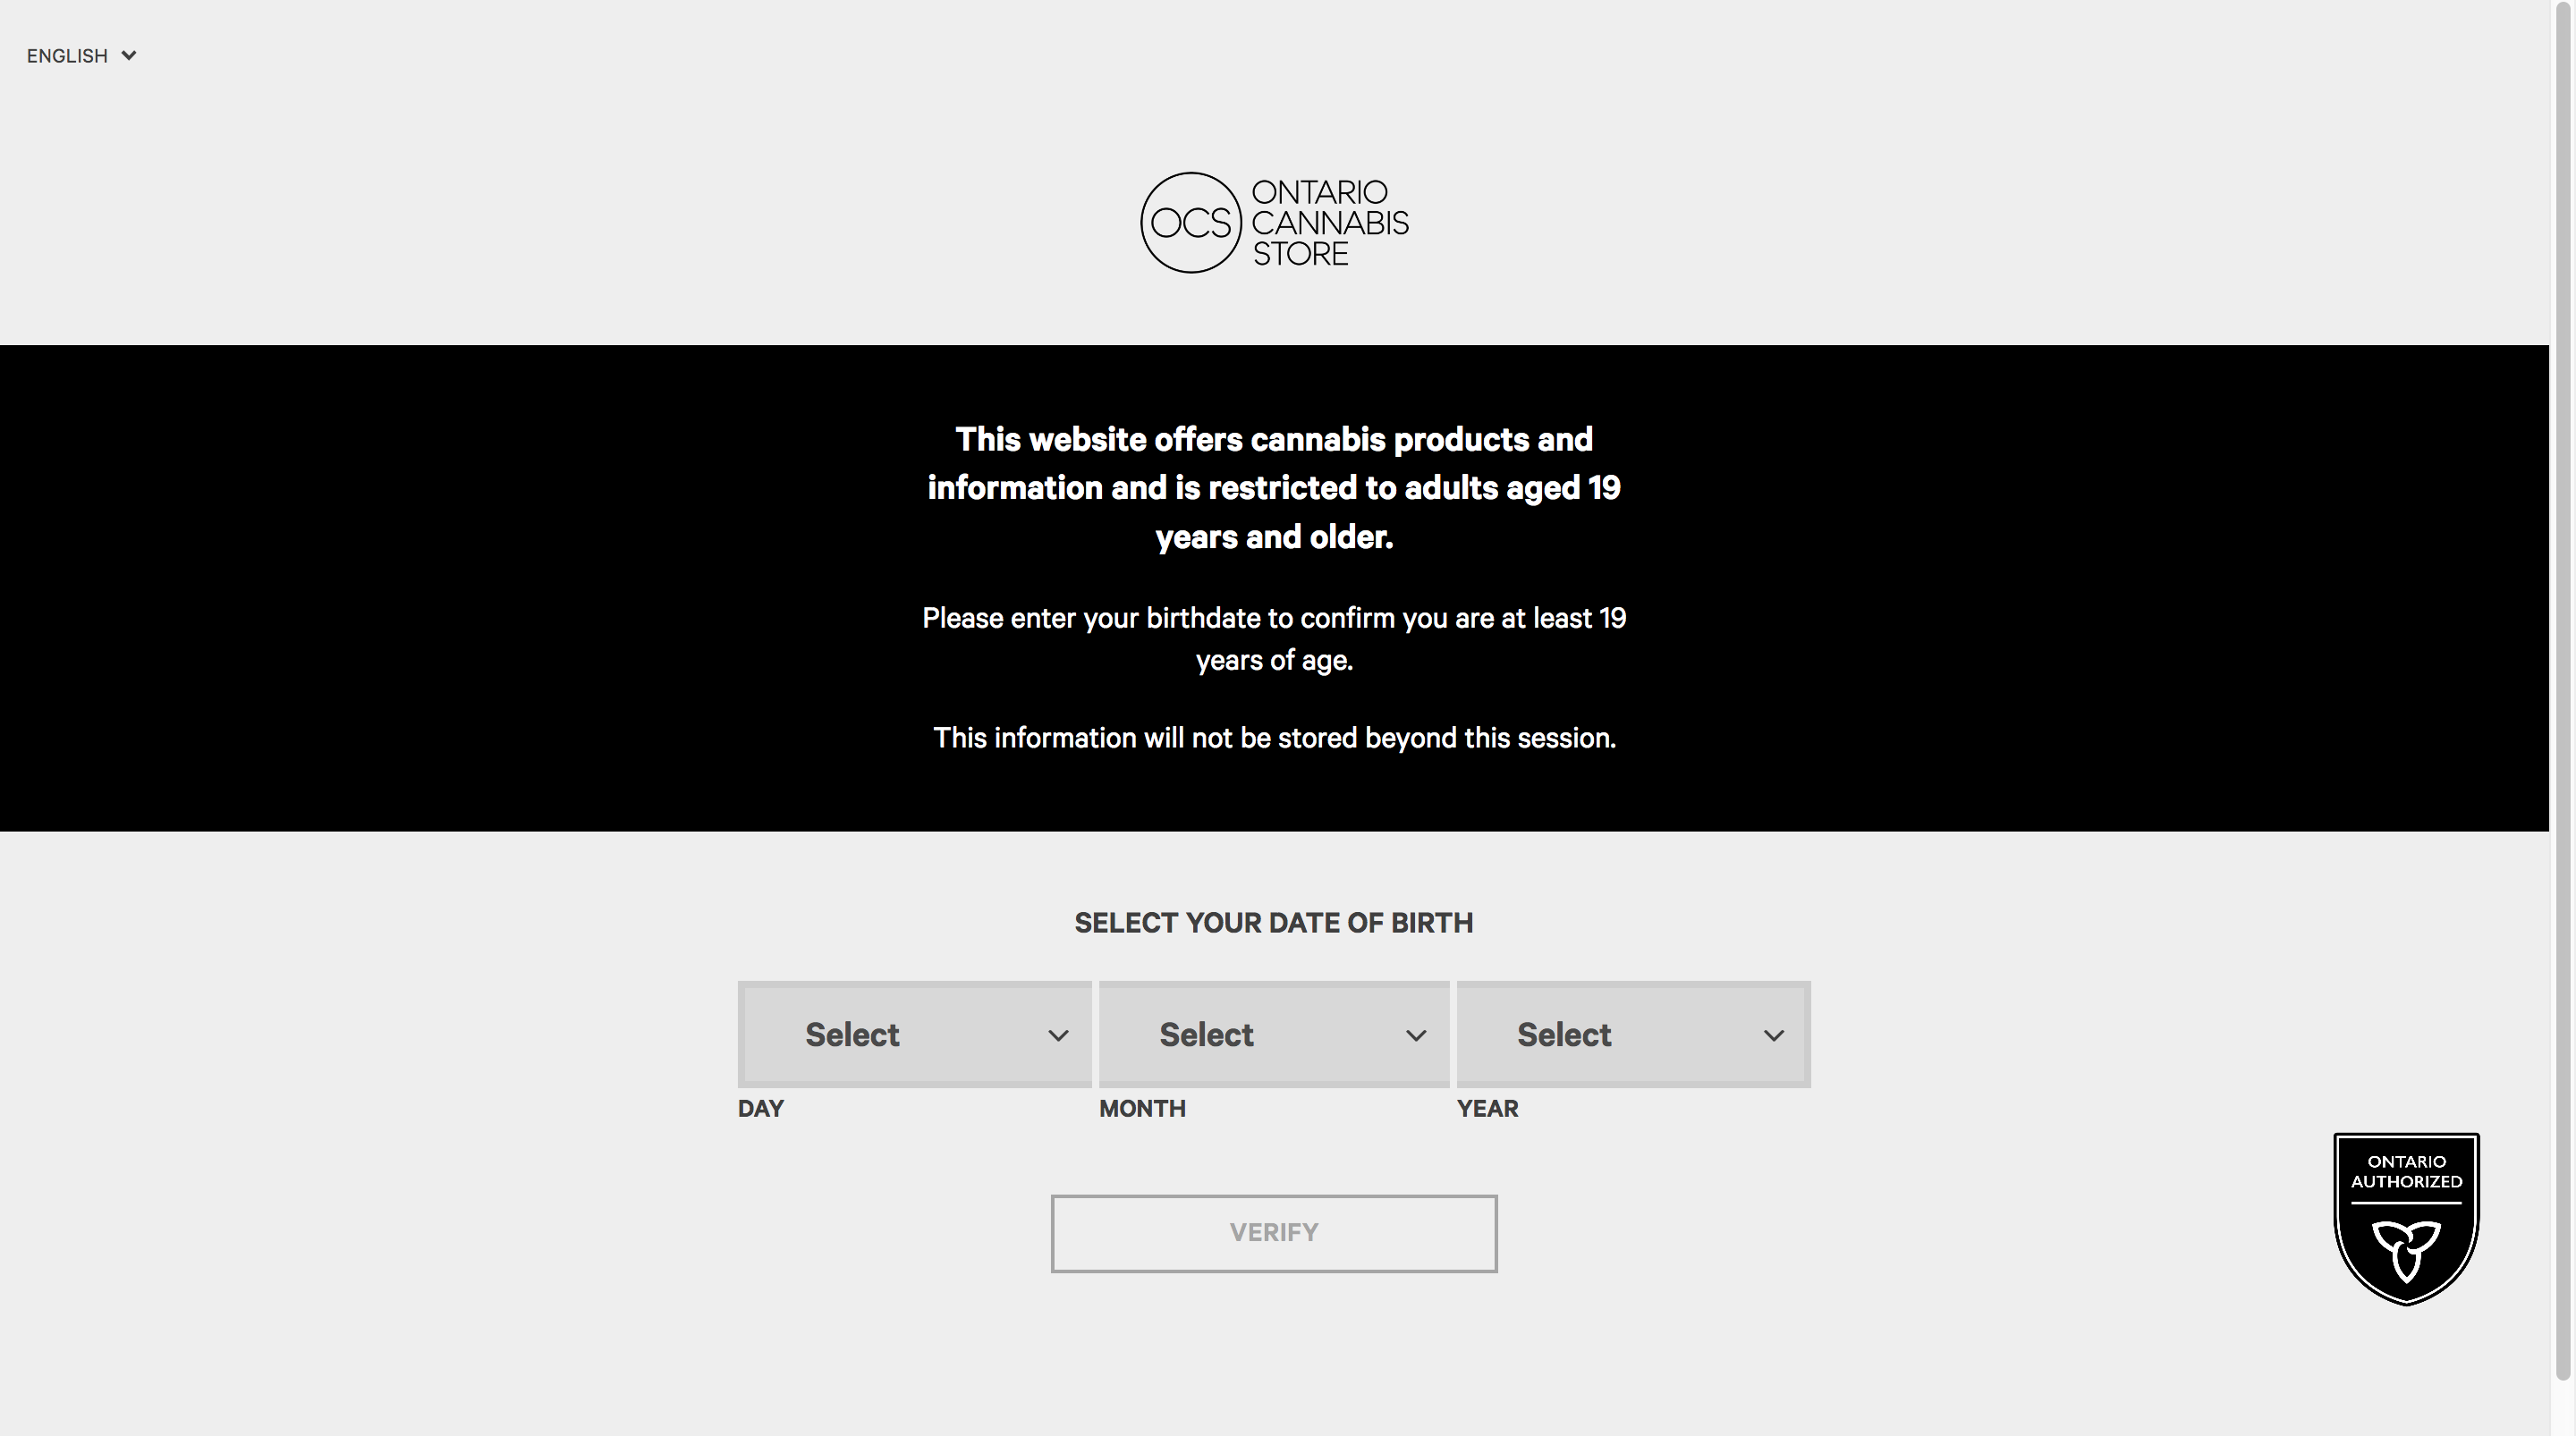 ENGLISH
OCS
ONTARIO
CANNABIS
STORE
This website offers cannabis products and
information and is restricted to adults aged 19
years and older.
Please enter your birthdate to confirm you are at least 19
years of age.
This information will not be stored beyond this session.
SELECT YOUR DATE OF BIRTH
Select Select Select
DAY MONTH YEAR
VERIFY
ONTARIO
AUTHORIZED